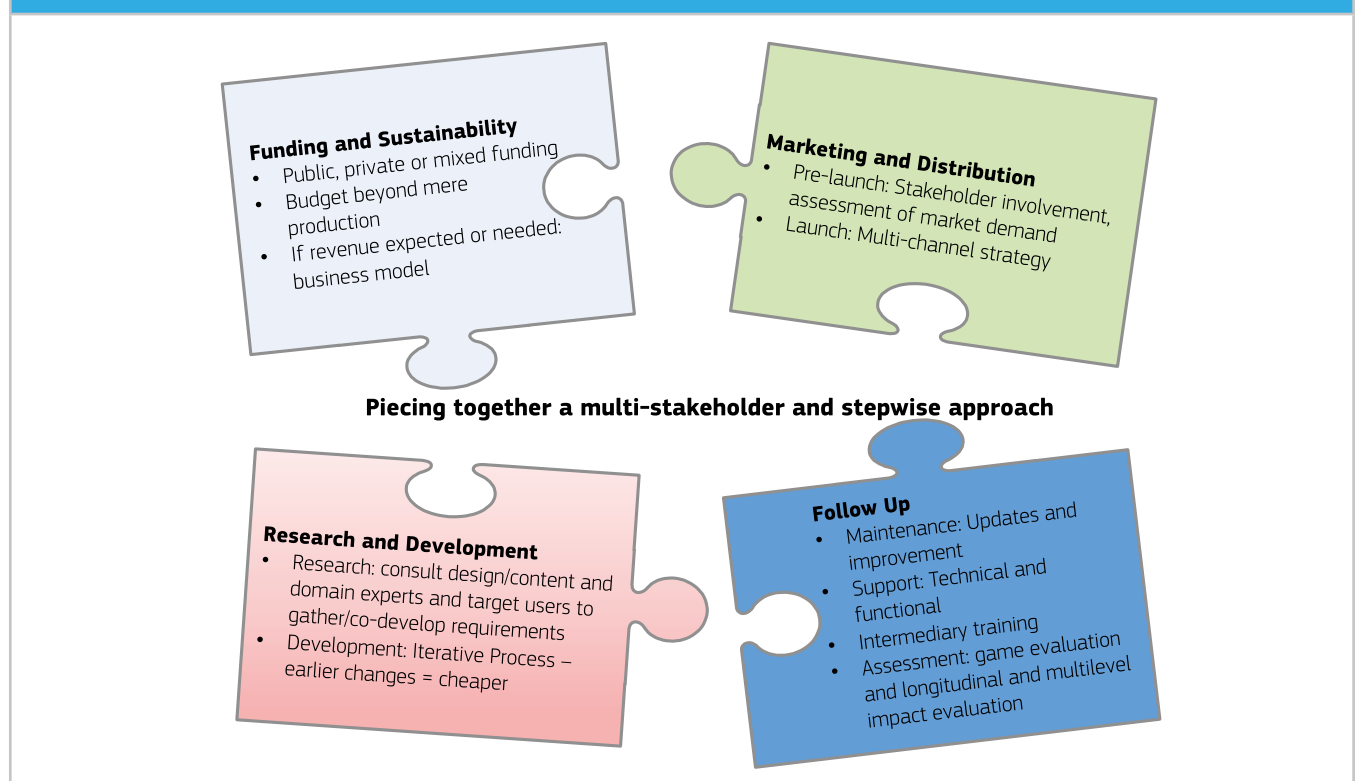 Funding and Sustainability
• Public, private or mixed funding
• Budget beyond mere
production
• If revenue expected or needed:
business model
Marketing and Distribution
• Pre-launch: Stakeholder involvement,
assessment of market demand
• Launch: Multi-channel strategy
Piecing together a multi-stakeholder and stepwise approach
Research and Development
• Research: consult design/content and
domain experts and target users to
gather/co-develop requirements
• Development: Iterative Process –
earlier changes = cheaper
Follow Up
• Maintenance: Updates and
improvement
• Support: Technical and
functional
• Intermediary training
• Assessment: game evaluation
and longitudinal and multilevel
impact evaluation